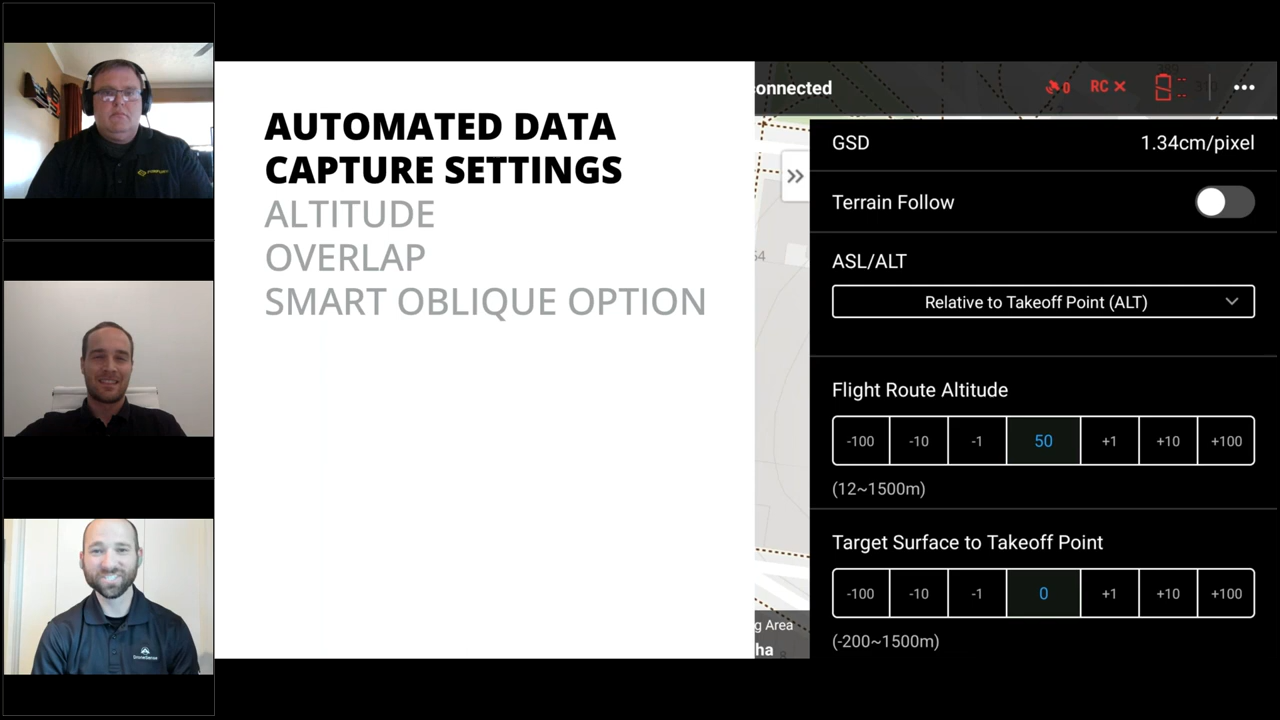 AUTOMATED DATA
CAPTURE SETTINGS
ALTITUDE
OVERLAP
SMART OBLIQUE OPTION
onnected
0
RC
GSD
1.34cm/pixel
Terrain Follow
ASL/ALT
Relative to Takeoff Point (ALT)
Flight Route Altitude
-100 -10 -1 50 +1 +10 +100
(12~1500m)
Target Surface to Takeoff Point
-100 -10 -1 0 +1 +10 +100
(-200~1500m)
g Area
ha
DroneSense